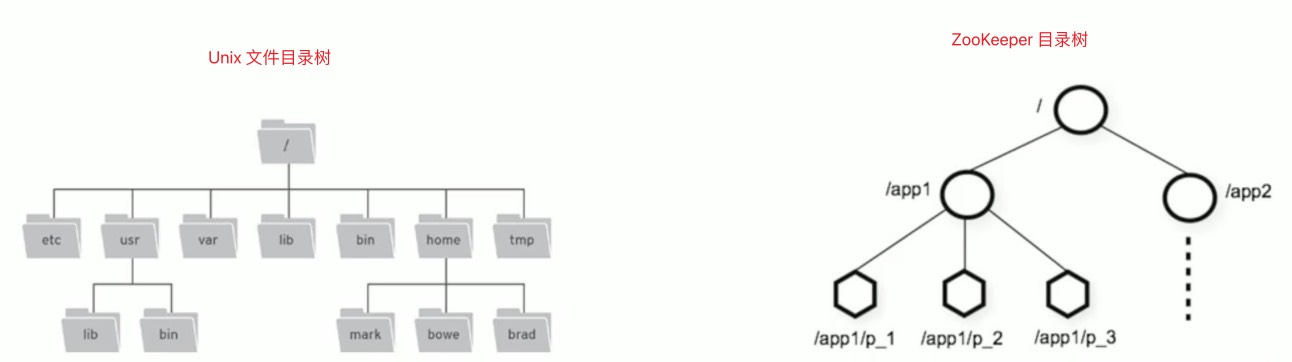 Unix 文件目录树
/
etc
usr
var
lib
bin
home
tmp
lib
bin
mark
bowe
brad
ZooKeeper 目录树
/
/app1
/app2
/app1/p_1
/app1/p_2
/app1/p_3